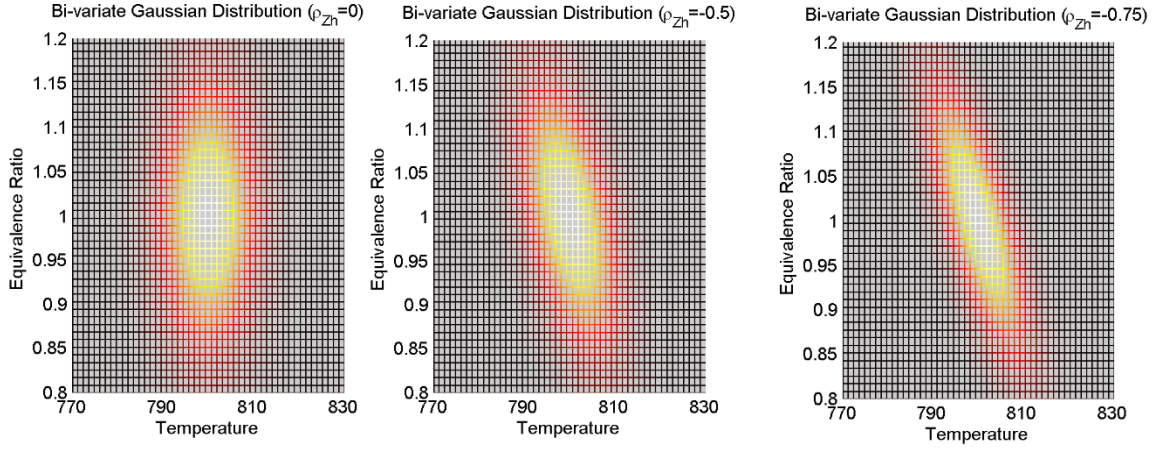 Bi-variate Gaussian Distribution (ρZh=0)
1.2
1.15
1.1
1.05
1
0.95
0.9
0.85
0.8
Equivalence Ratio
770 790 810 830
Temperature
Bi-variate Gaussian Distribution (ρZh=-0.5)
1.2
1.15
1.1
1.05
1
0.95
0.9
0.85
0.8
Equivalence Ratio
770 790 810 830
Temperature
Bi-variate Gaussian Distribution (ρZh=-0.75)
1.2
1.15
1.1
1.05
1
0.95
0.9
0.85
0.8
Equivalence Ratio
770 790 810 830
Temperature